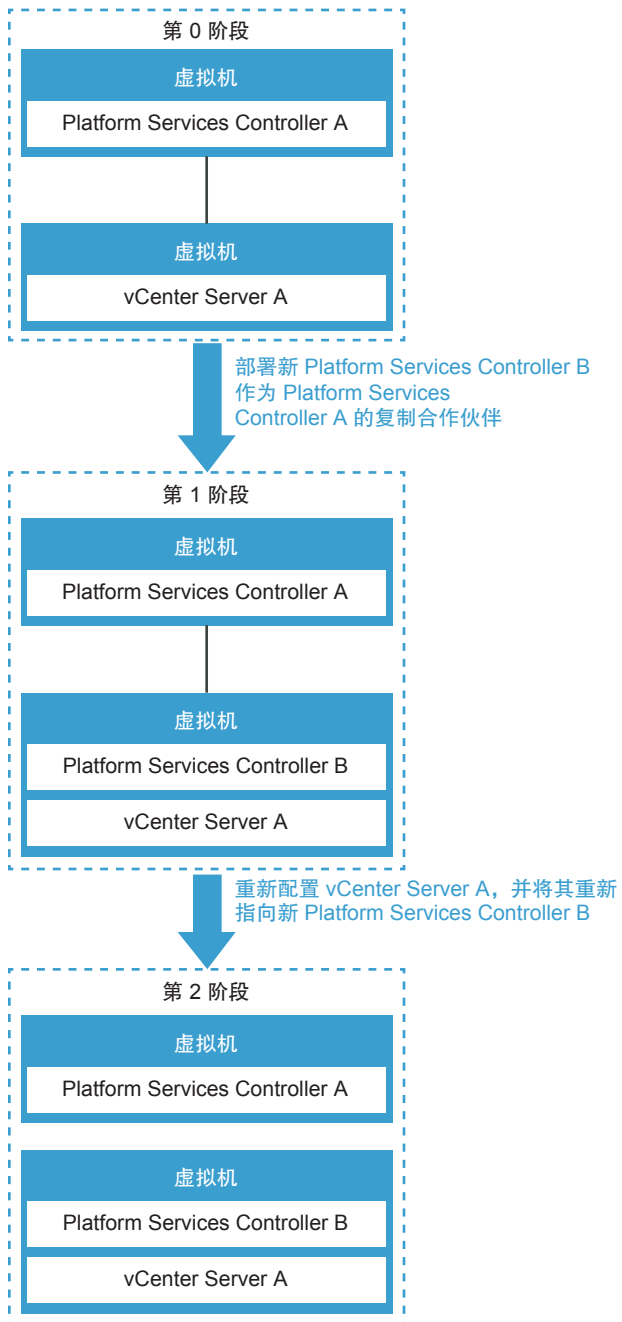 第 0 阶段
虚拟机
Platform Services Controller A
虚拟机
vCenter Server A
部署新 Platform Services Controller B
作为 Platform Services
Controller A 的复制合作伙伴
第 1 阶段
虚拟机
Platform Services Controller A
虚拟机
Platform Services Controller B
vCenter Server A
重新配置 vCenter Server A，并将其重新
指向新 Platform Services Controller B
第 2 阶段
虚拟机
Platform Services Controller A
虚拟机
Platform Services Controller B
vCenter Server A